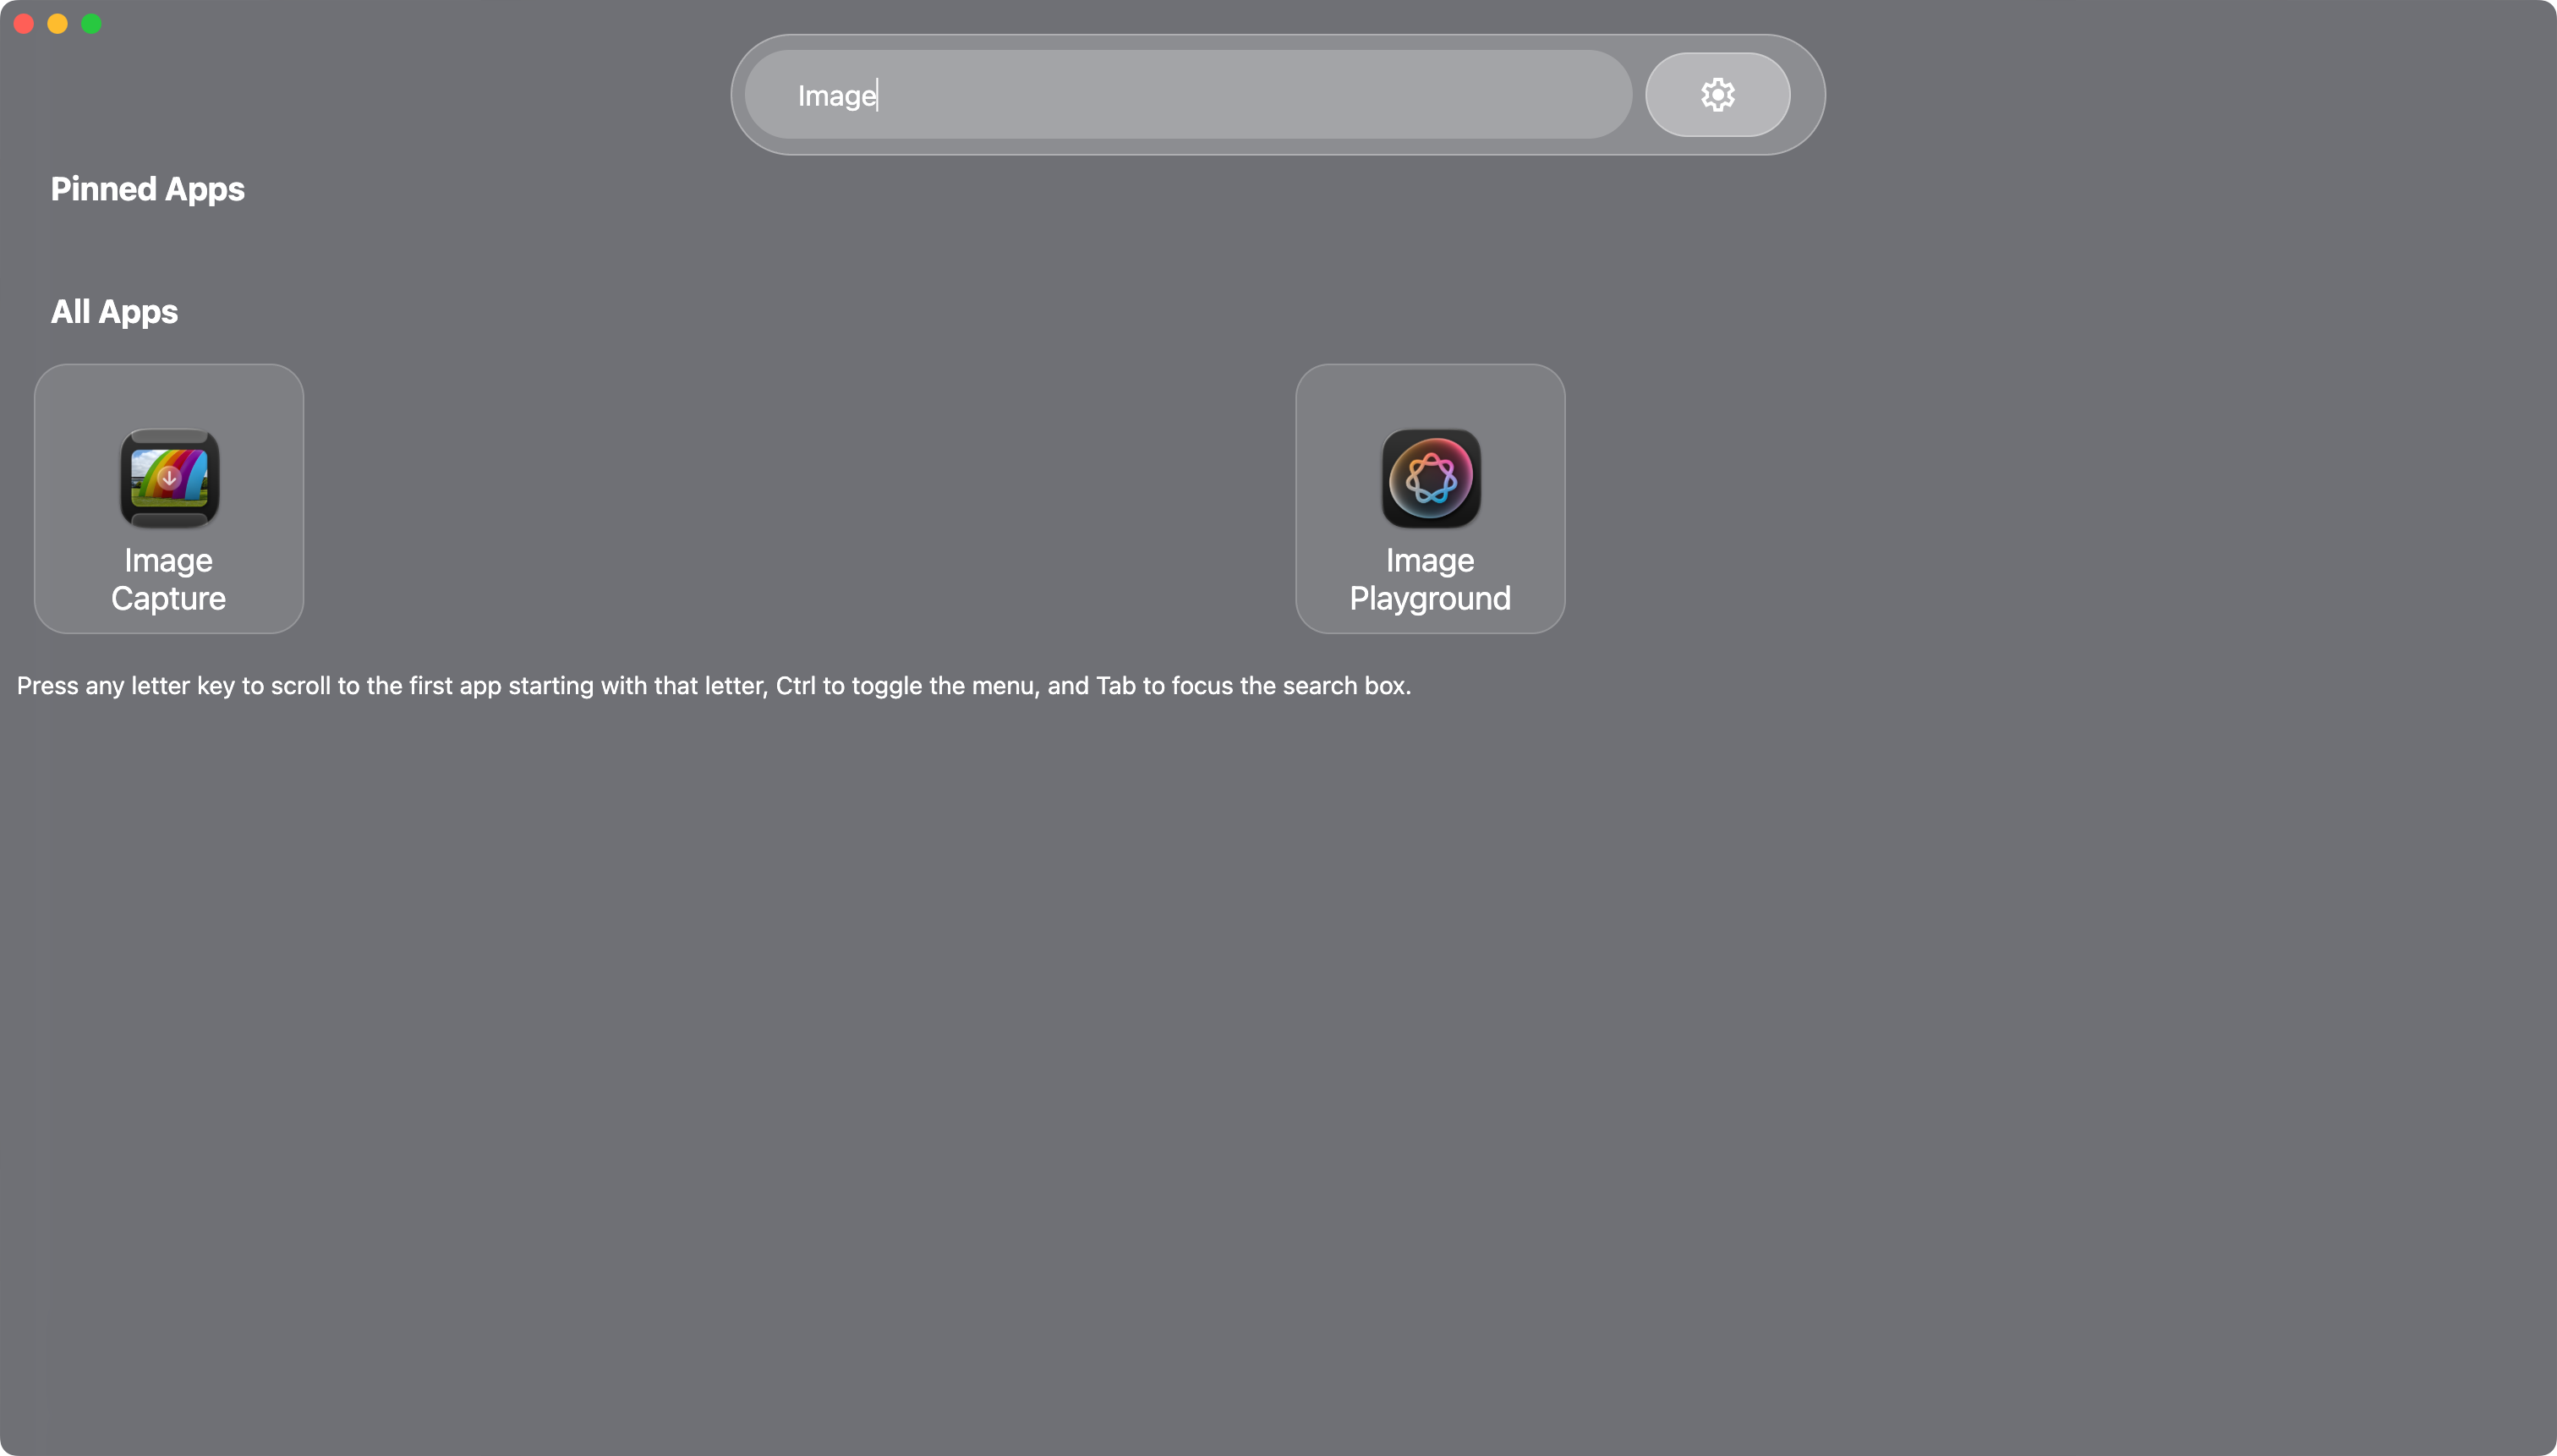 Image
Pinned Apps
All Apps
Image
Capture
Image
Playground
Press any letter key to scroll to the first app starting with that letter, Ctrl to toggle the menu, and Tab to focus the search box.